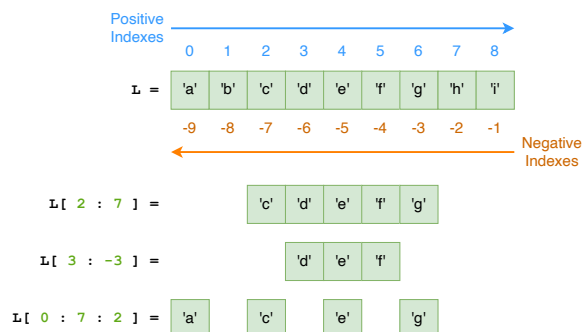 Positive
Indexes
0 1 2 3 4 5 6 7 8
L = 'a' 'b' 'c' 'd' 'e' 'f' 'g' 'h' 'i'
-9 -8 -7 -6 -5 -4 -3 -2 -1
Negative
Indexes
L[ 2 : 7 ] = 'c' 'd' 'e' 'f' 'g'
L[ 3 : -3 ] = 'd' 'e' 'f'
L[ 0 : 7 : 2 ] = 'a' 'c' 'e' 'g'